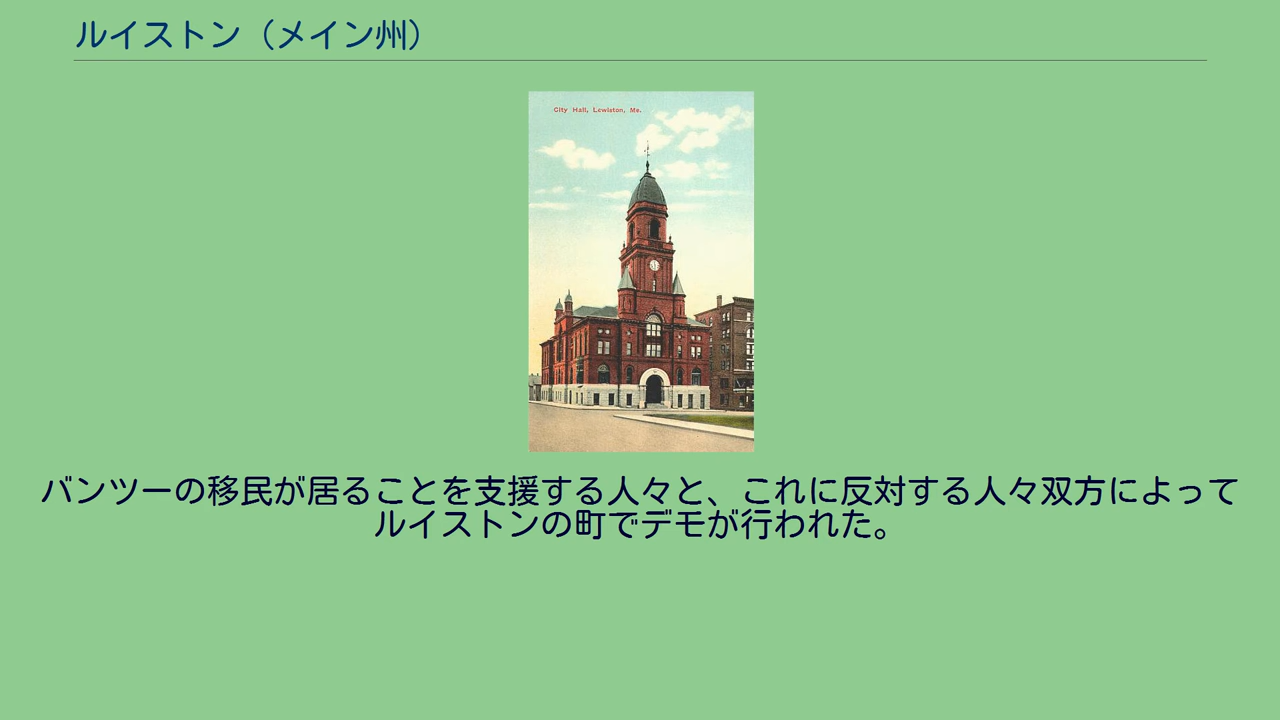 ルイストン（メイン州）
City Hall, Lewiston, Me.
バンツーの移民が居ることを支援する人々と、これに反対する人々双方によって
ルイストンの町でデモが行われた。